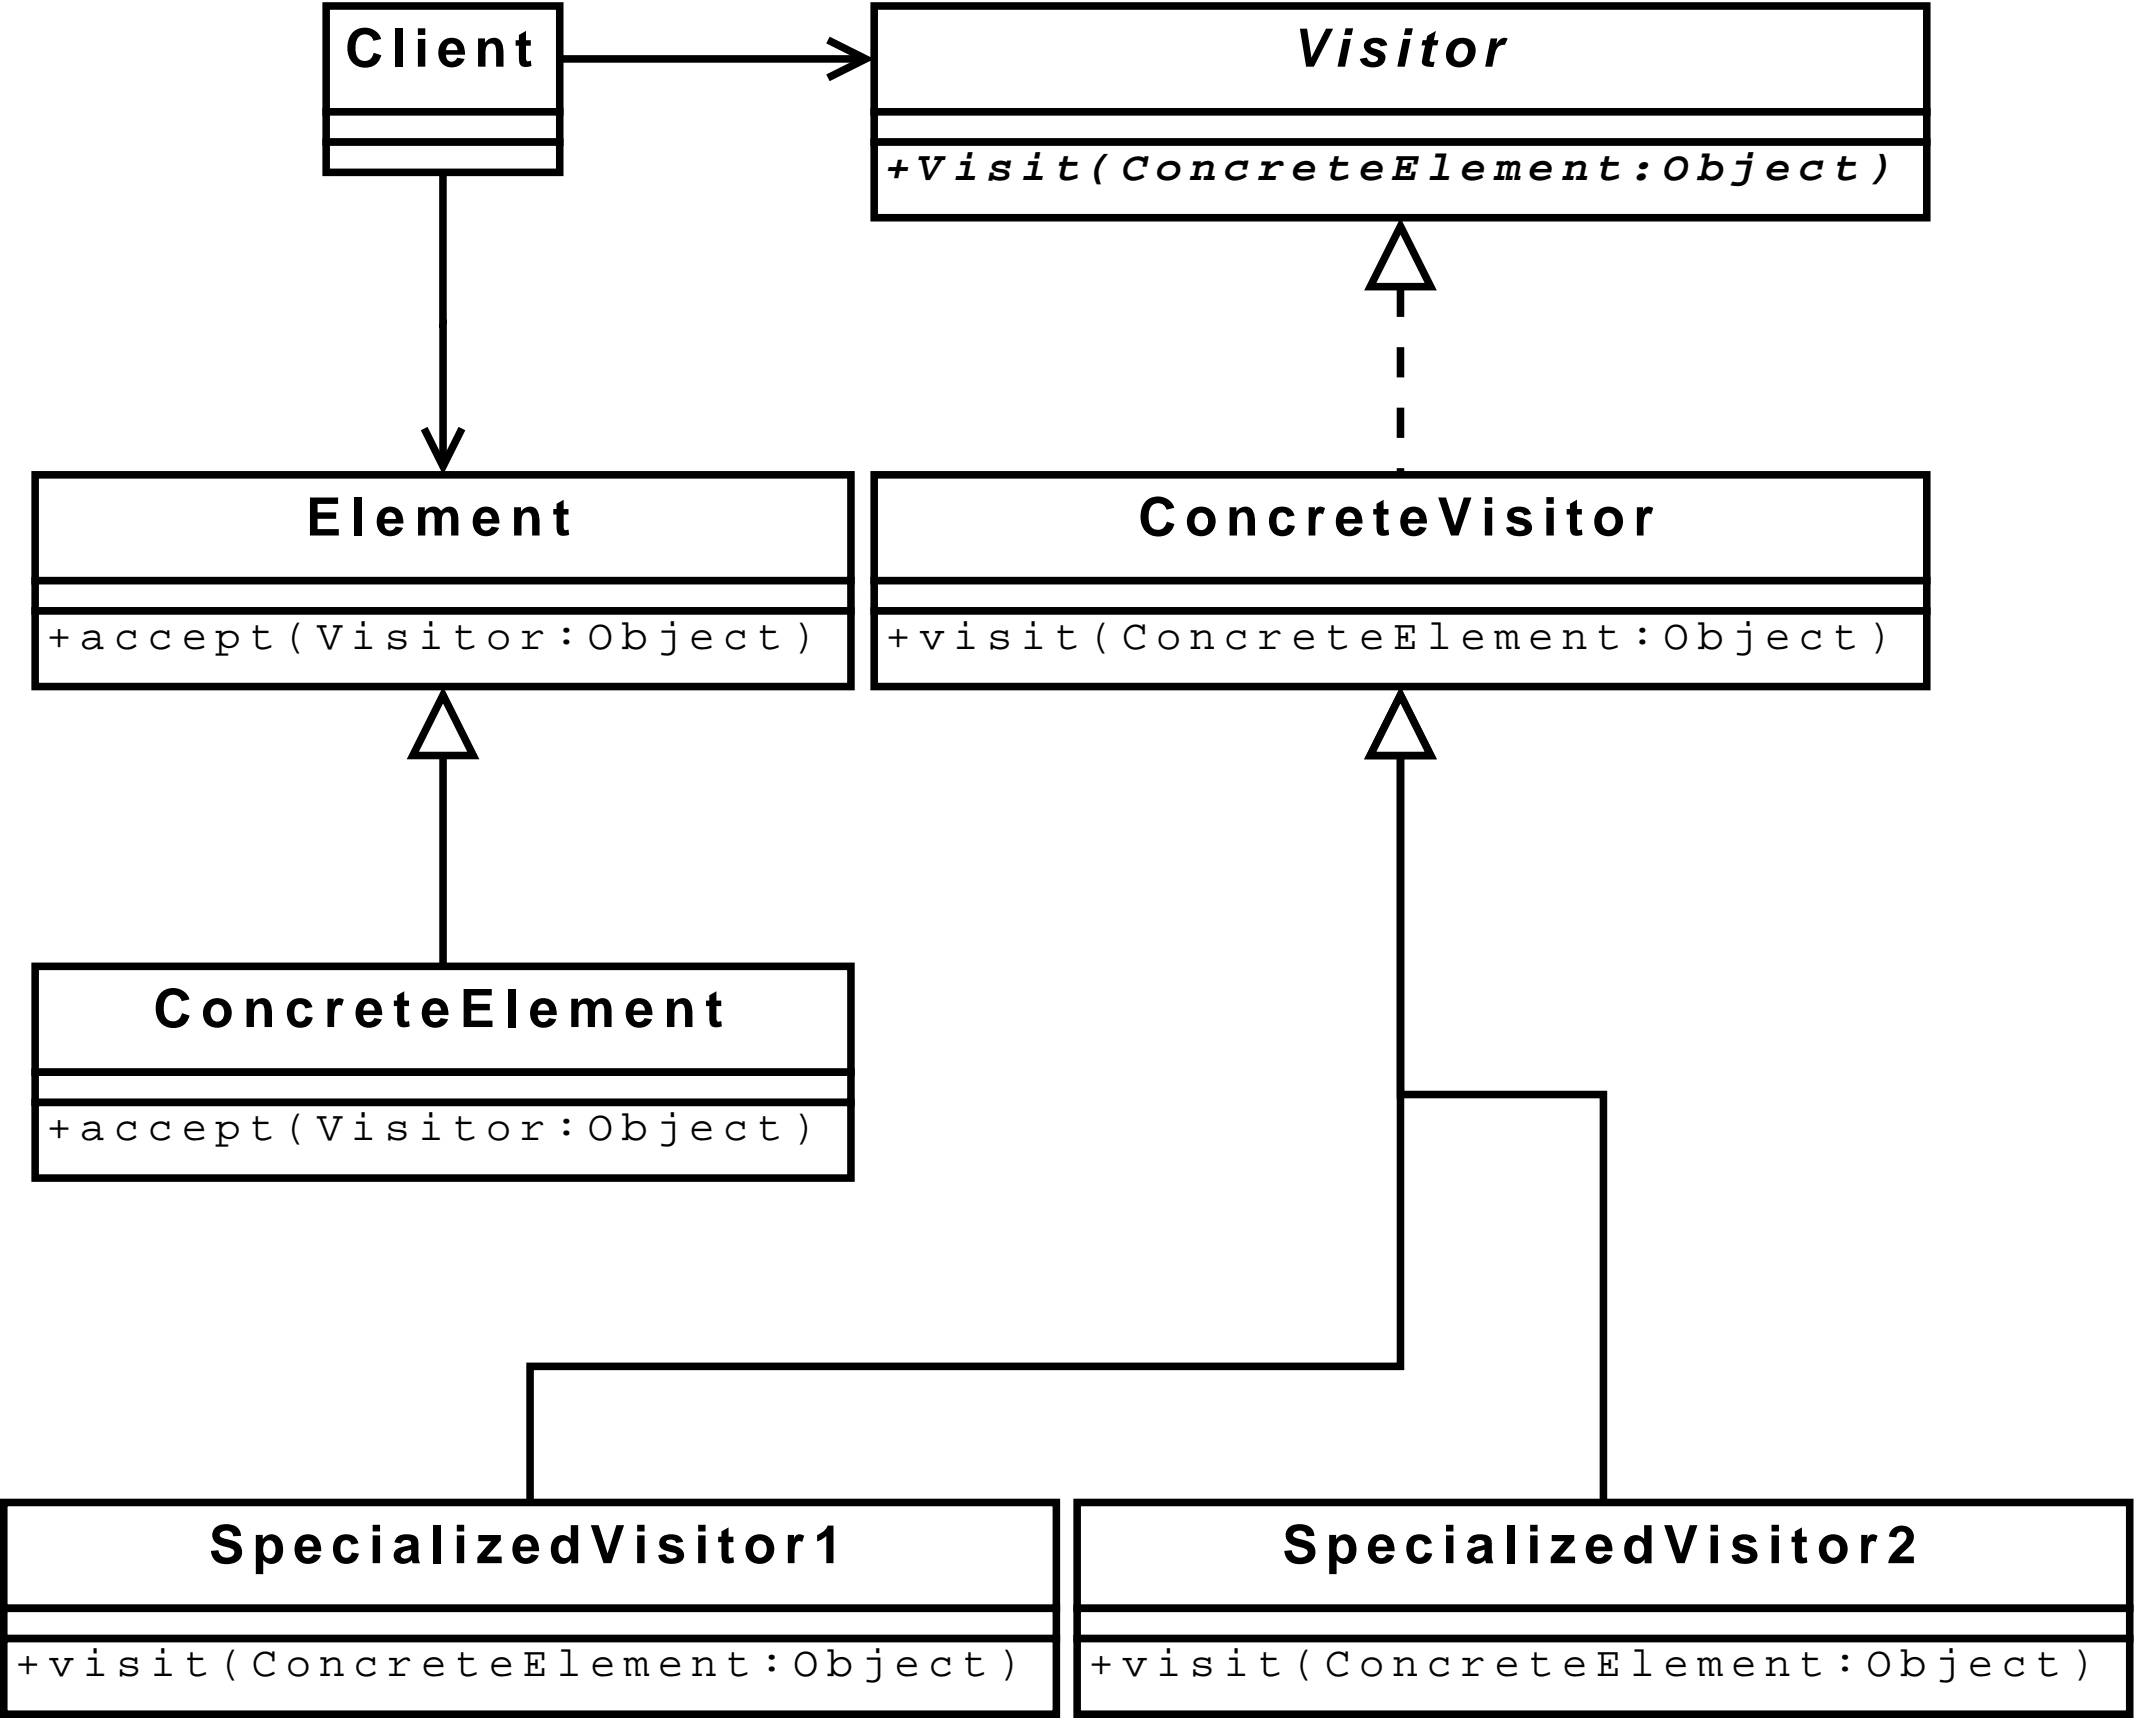 Client
Visitor
+Visit(ConcreteElement:Object)
Element
+accept(Visitor:Object)
ConcreteVisitor
+visit(ConcreteElement:Object)
ConcreteElement
+accept(Visitor:Object)
SpecializedVisitor1
+visit(ConcreteElement:Object)
SpecializedVisitor2
+visit(ConcreteElement:Object)